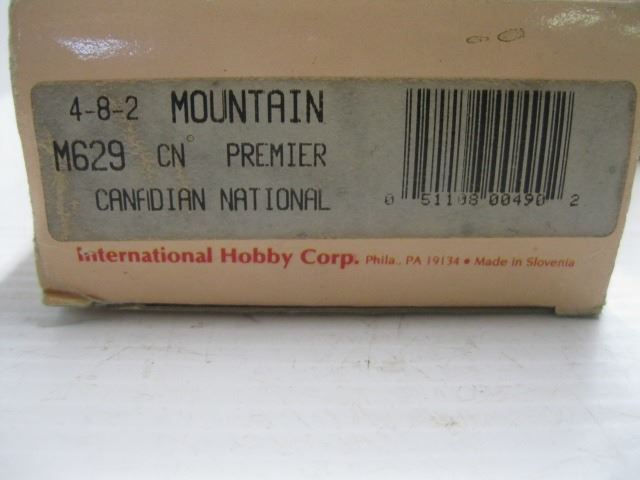 4-8-2 MOUNTAIN
M629 CN PREMIER
CANADIAN NATIONAL
0 51108 00490 2
International Hobby Corp. Phila., PA 19134 • Made in Slovenia